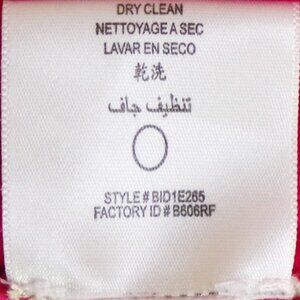 DRY CLEAN
NETTOYAGE A SEC
LAVAR EN SECO
乾洗
تنظيف جاف
STYLE # BID1E265
FACTORY ID # B606RF